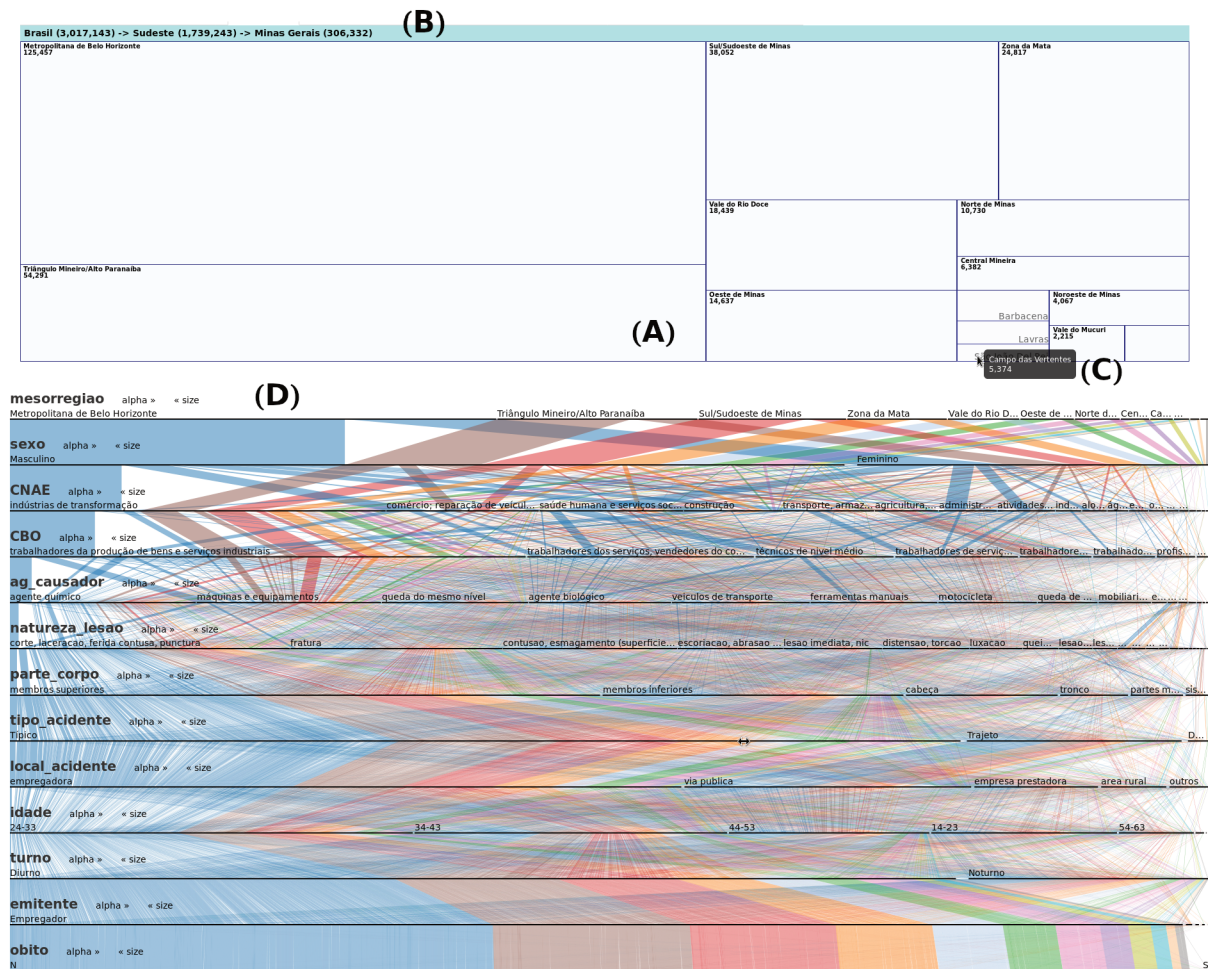 (B)
Brasil (3,017,143) -> Sudeste (1,739,243) -> Minas Gerais (306,332)
Metropolitana de Belo Horizonte
125,457
Sul/Sudoeste de Minas
38,052
Zona da Mata
24,817
Vale do Rio Doce
18,439
Norte de Minas
10,730
Central Mineira
6,382
Triângulo Mineiro/Alto Paranaíba
54,291
Oeste de Minas
14,637
Barbacena
Lavras
Noroeste de Minas
4,067
Vale do Mucuri
2,215
(A)
Campo das Vertentes
5,374
(C)
(D)
mesorregiao alpha » « size
Metropolitana de Belo Horizonte Triângulo Mineiro/Alto Paranaíba Sul/Sudoeste de Minas Zona da Mata Vale do Rio D... Oeste de ... Norte d... Cen... Ca... ...
sexo alpha » « size
Masculino Feminino
CNAE alpha » « size
indústrias de transformação comércio; reparação de veícul... saúde humana e serviços soc... construção transporte, armaz... agricultura,... administr... atividades... ind... alo... ág... e... o... ... ...
CBO alpha » « size
trabalhadores da produção de bens e serviços industriais trabalhadores dos serviços, vendedores do co... técnicos de nível médio trabalhadores de serviç... trabalhadore... trabalhado... profis... ...
ag_causador alpha » « size
agente químico máquinas e equipamentos queda do mesmo nível agente biológico veiculos de transporte ferramentas manuais motocicleta queda de ... mobiliari... e... ... ...
natureza_lesao alpha » « size
corte, laceracao, ferida contusa, punctura fratura contusao, esmagamento (superficie... escoriacao, abrasao ... lesao imediata, nic distensao, torcao luxacao quei... lesao...les... ... ... ... ...
parte_corpo alpha » « size
membros superiores membros inferiores cabeça tronco partes m... sis...
tipo_acidente alpha » « size
Tipico Trajeto D...
local_acidente alpha » « size
empregadora via publica empresa prestadora area rural outros
idade alpha » « size
24-33 34-43 44-53 14-23 54-63
turno alpha » « size
Diurno Noturno
emitente alpha » « size
Empregador
obito alpha » « size
N S